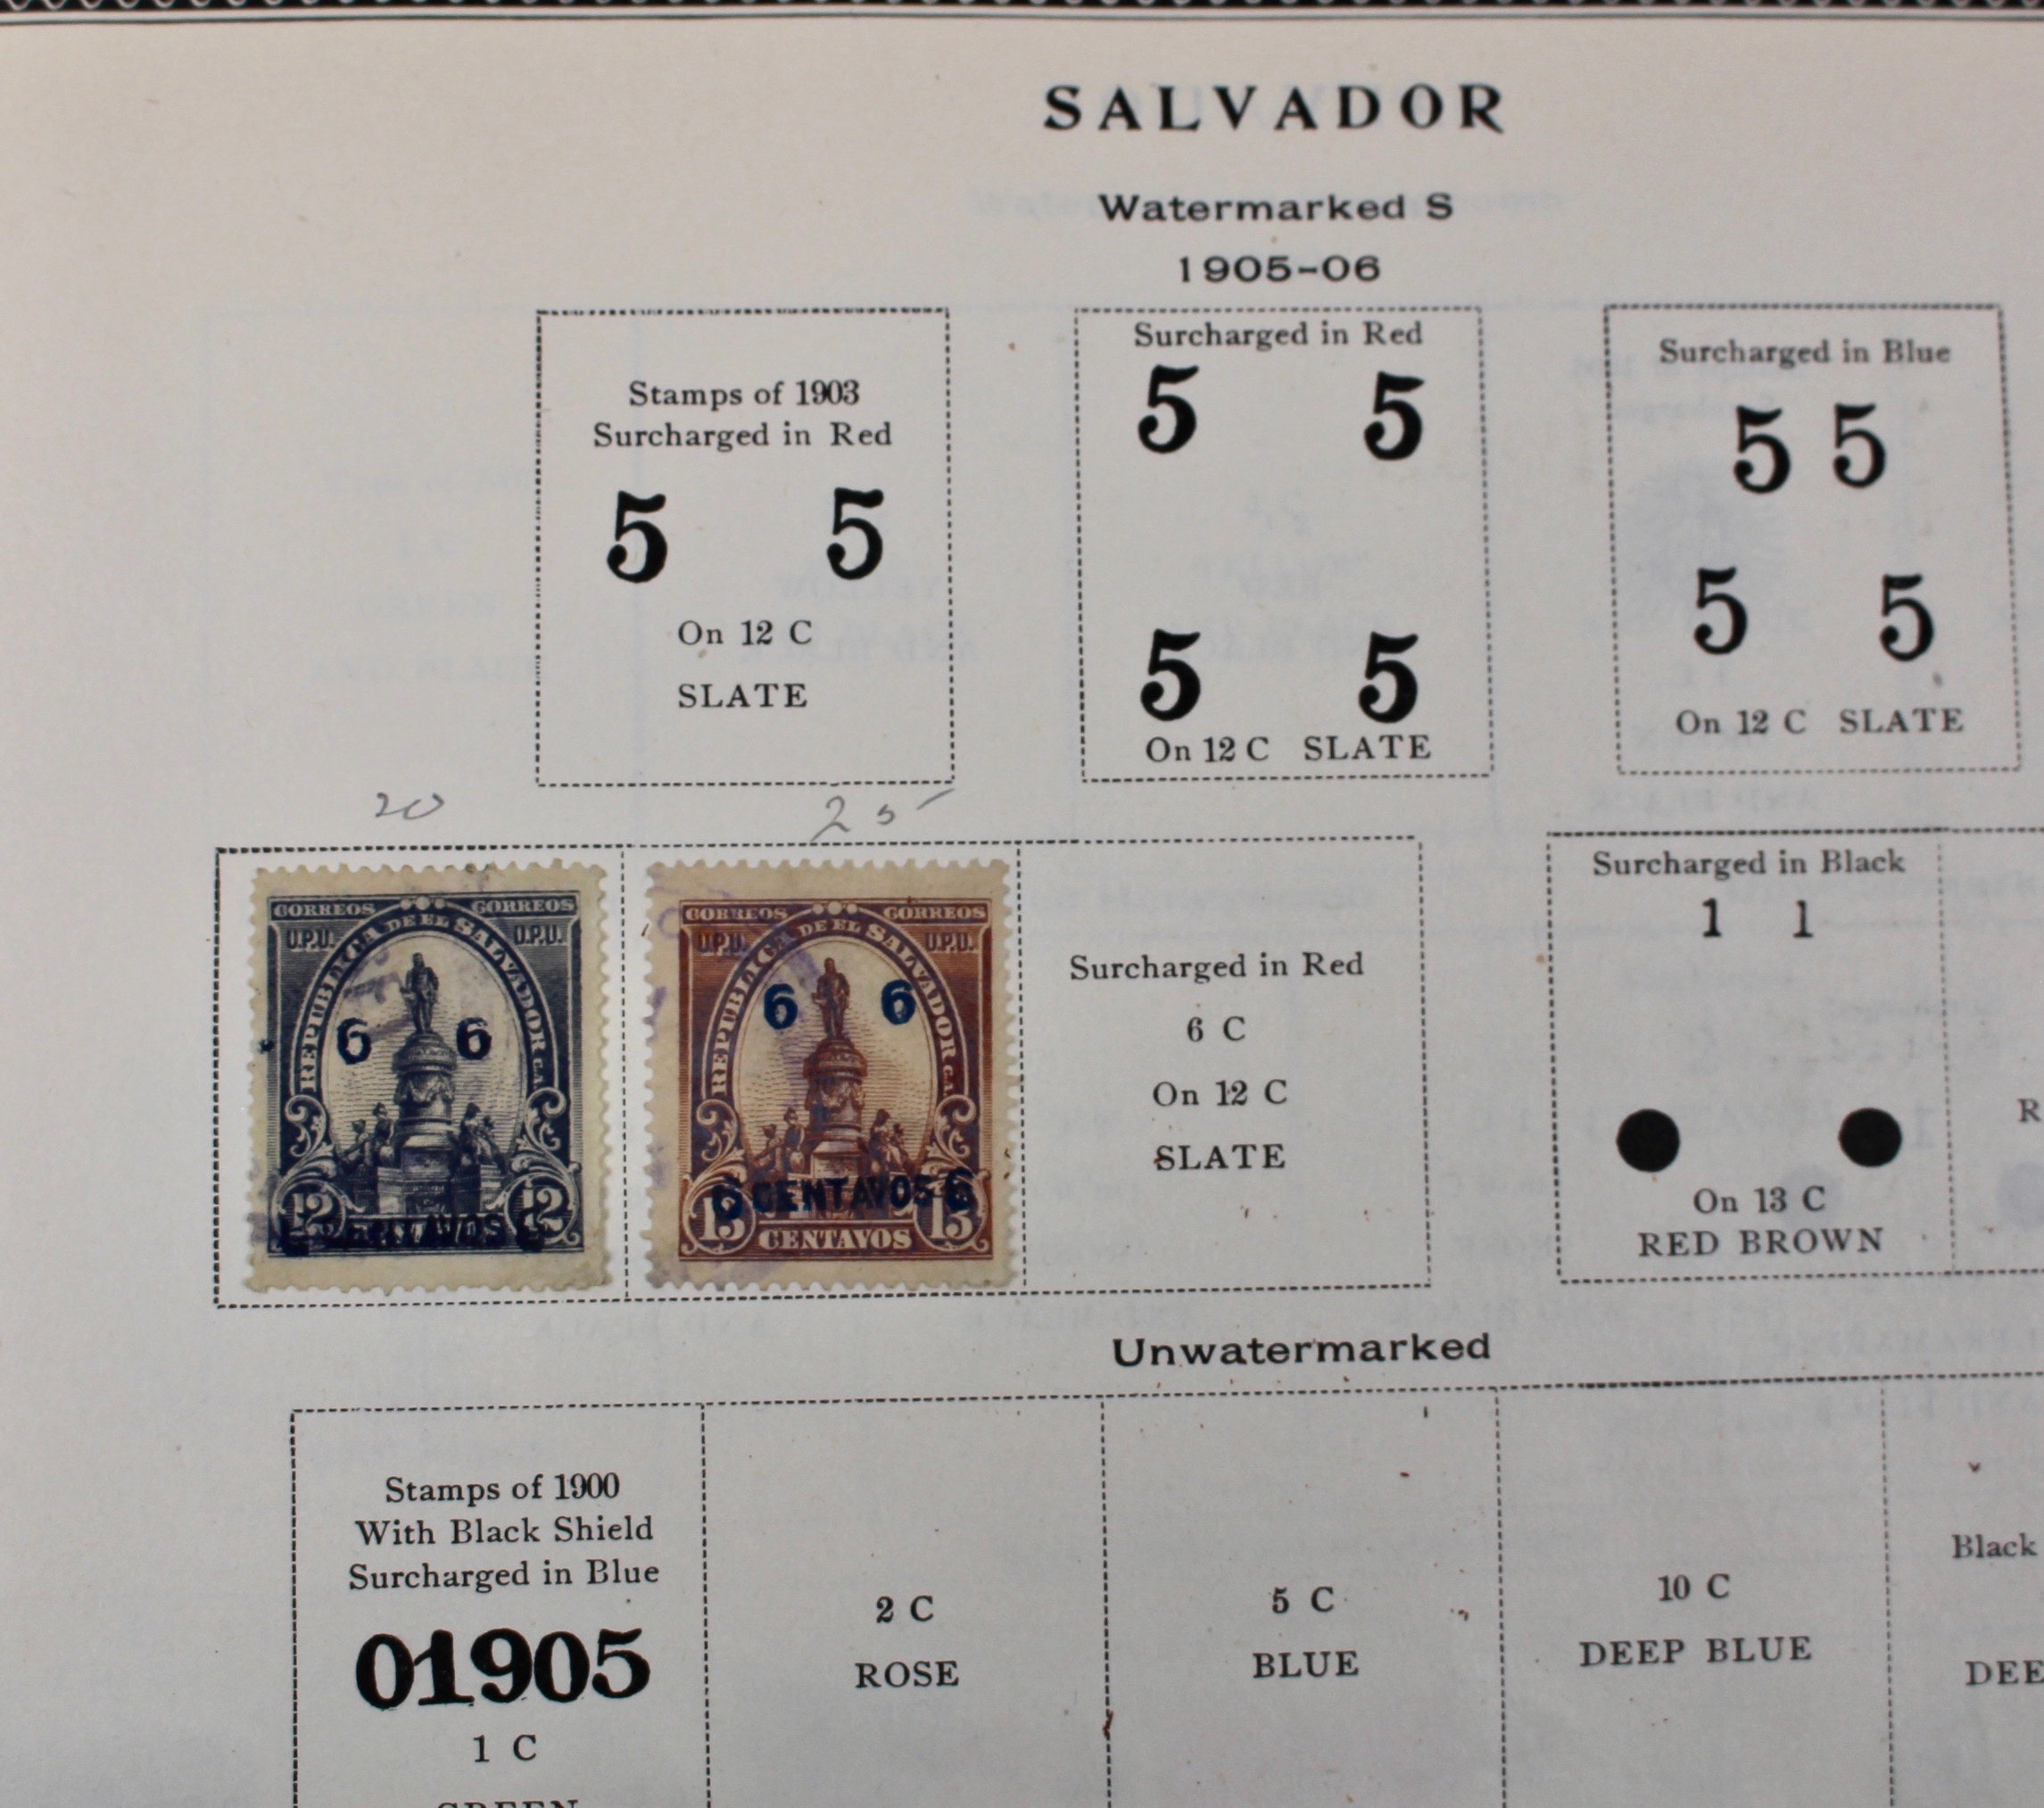 SALVADOR
Watermarked S
1905-06
Stamps of 1903
Surcharged in Red
5 5
On 12 C
SLATE
Surcharged in Red
5 5
5 5
On 12 C SLATE
Surcharged in Blue
5 5
5 5
On 12 C SLATE
20
25
CORREOS CORREOS
U.P.U. U.P.U.
REPUBLICA DE EL SALVADOR C.A.
6 6
12 CENTAVOS 12
CORREOS CORREOS
U.P.U. U.P.U.
REPUBLICA DE EL SALVADOR C.A.
6 6
6 CENTAVOS 6
13 CENTAVOS 13
Surcharged in Red
6 C
On 12 C
SLATE
Surcharged in Black
1 1
On 13 C
RED BROWN
R
Unwatermarked
Stamps of 1900
With Black Shield
Surcharged in Blue
01905
1 C
GREEN
2 C
ROSE
5 C
BLUE
10 C
DEEP BLUE
Black
DEE